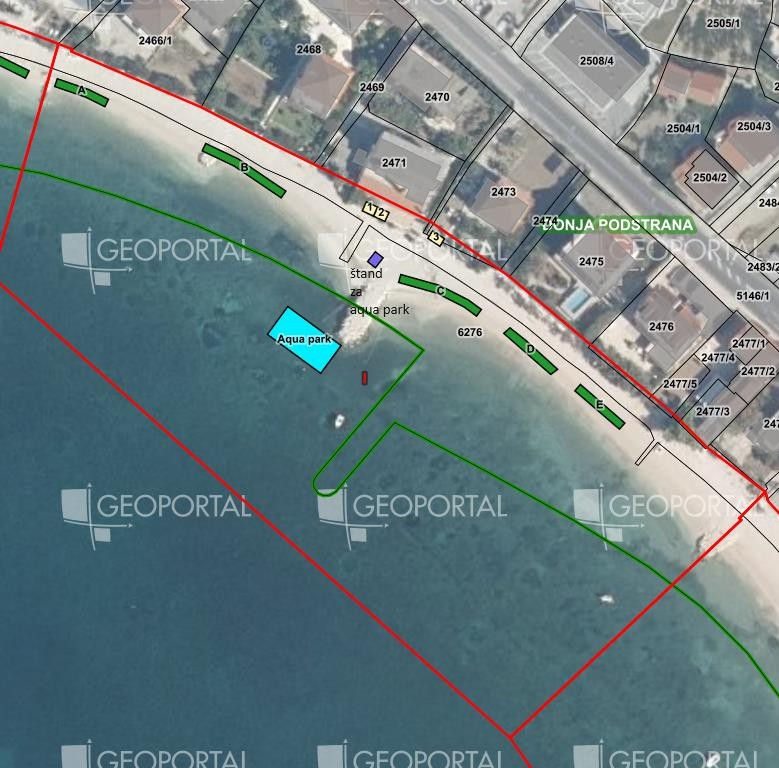 2505/1
2466/1
2468
2508/4
2469
2470
2504/1
2504/3
2471
2504/2
2473
2474
DONJA PODSTRANA
1 2
3
A
B
GEOPORTAL
GEOPORTAL
GEOPORTAL
2475
2483/2
štand
za
aqua park
C
5146/1
6276
2476
Aqua park
D
2477/1
2477/4
2477/2
2477/5
E
2477/3
GEOPORTAL
GEOPORTAL
GEOPORTAL
GEOPORTAL
GEOPORTAL
GEOPORTAL